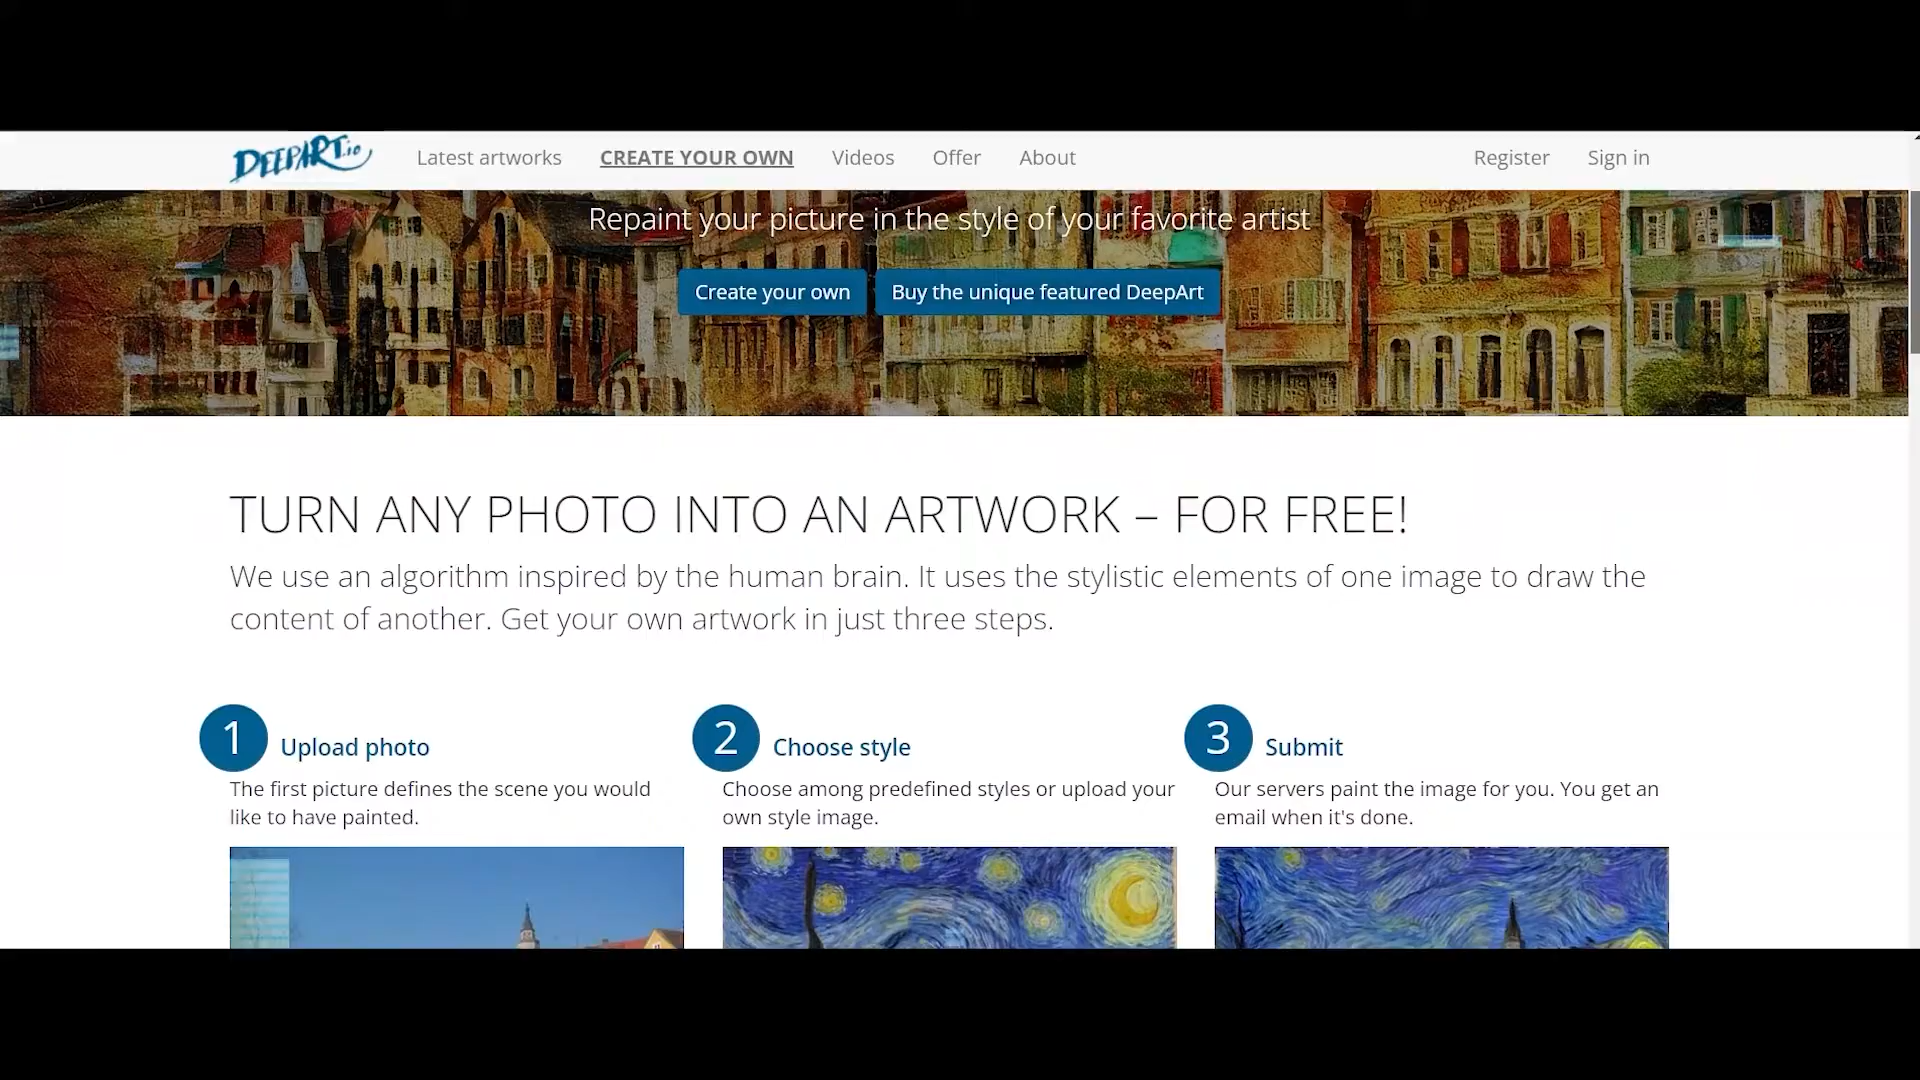 DEEPART.io Latest artworks CREATE YOUR OWN Videos Offer About Register Sign in
Repaint your picture in the style of your favorite artist
Create your own Buy the unique featured DeepArt
TURN ANY PHOTO INTO AN ARTWORK – FOR FREE!
We use an algorithm inspired by the human brain. It uses the stylistic elements of one image to draw the
content of another. Get your own artwork in just three steps.
1 Upload photo
The first picture defines the scene you would
like to have painted.
2 Choose style
Choose among predefined styles or upload your
own style image.
3 Submit
Our servers paint the image for you. You get an
email when it's done.